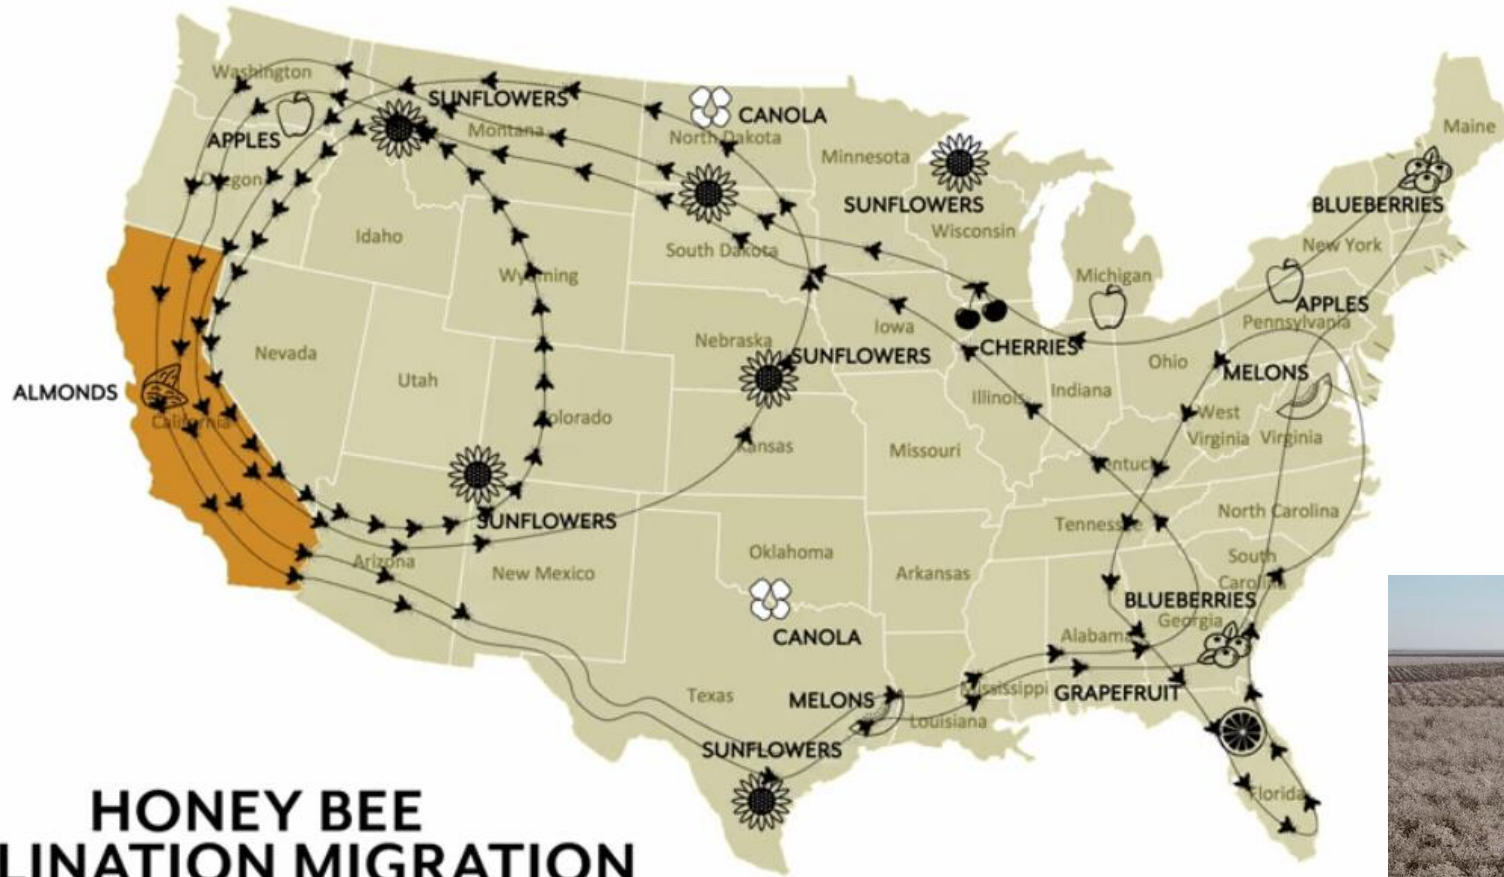 Washington
SUNFLOWERS
CANOLA
Montana
North Dakota
Maine
APPLES
Minnesota
Oregon
SUNFLOWERS
BLUEBERRIES
Idaho
South Dakota
Wisconsin
New York
Wyoming
Michigan
APPLES
Nebraska
Iowa
Pennsylvania
Nevada
SUNFLOWERS
CHERRIES
Ohio
MELONS
Utah
Illinois
Indiana
ALMONDS
California
Colorado
Kansas
Missouri
West
Virginia
Virginia
Kentucky
SUNFLOWERS
Tennessee
North Carolina
Arizona
New Mexico
Oklahoma
Arkansas
South
Carolina
BLUEBERRIES
Georgia
CANOLA
Alabama
Texas
MELONS
Mississippi
GRAPEFRUIT
Louisiana
SUNFLOWERS
Florida
HONEY BEE
LLINATION MIGRATION